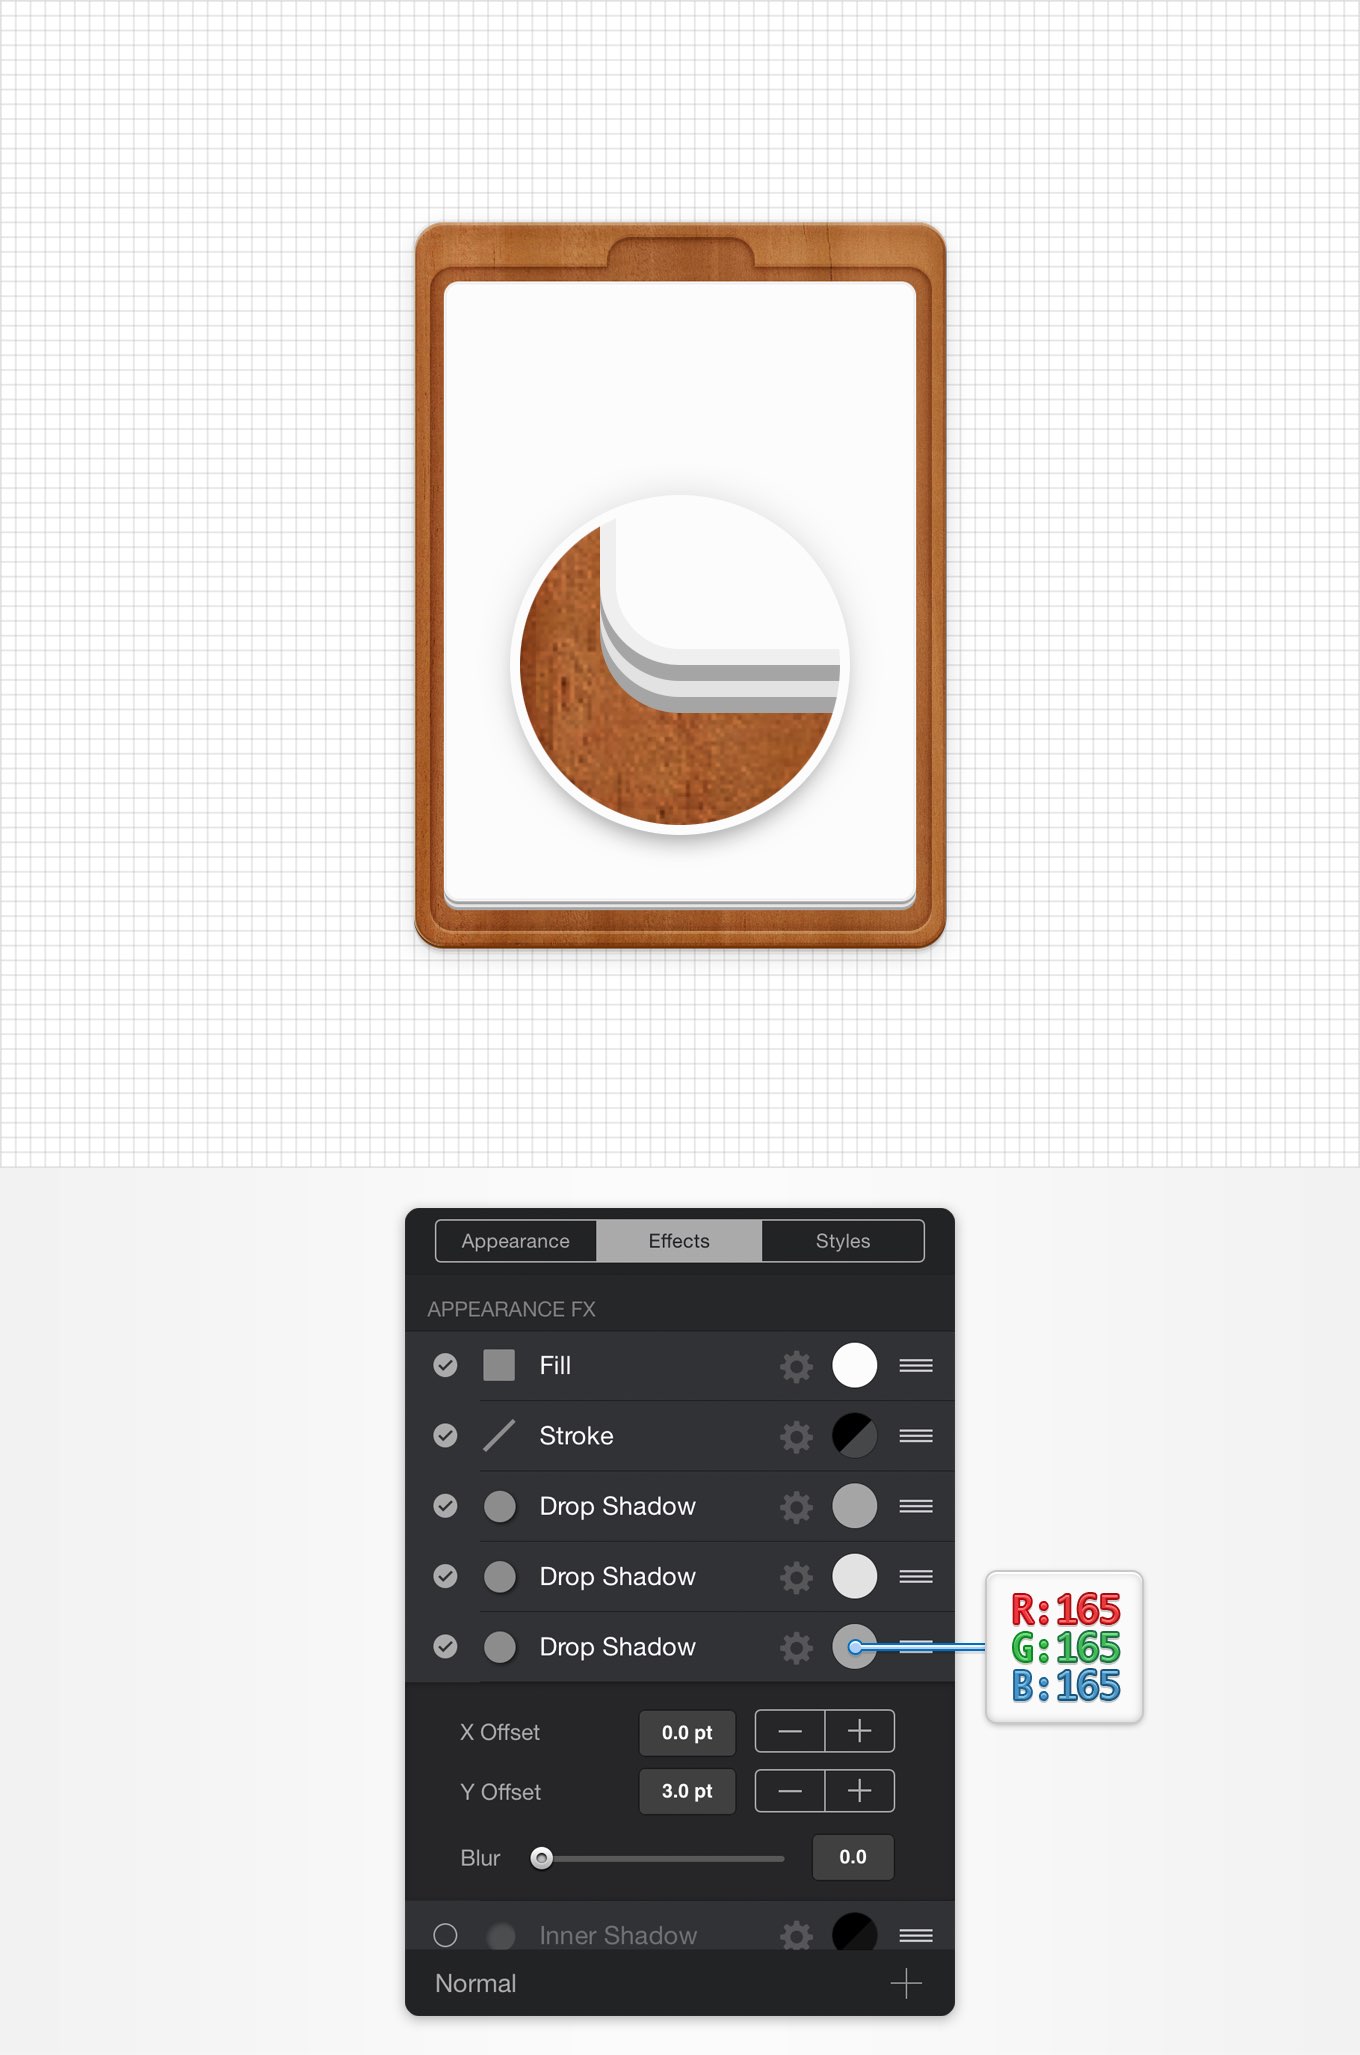 Appearance Effects Styles
APPEARANCE FX
Fill
Stroke
Drop Shadow
Drop Shadow
Drop Shadow
R:165
G:165
B:165
X Offset 0.0 pt
Y Offset 3.0 pt
Blur 0.0
Inner Shadow
Normal